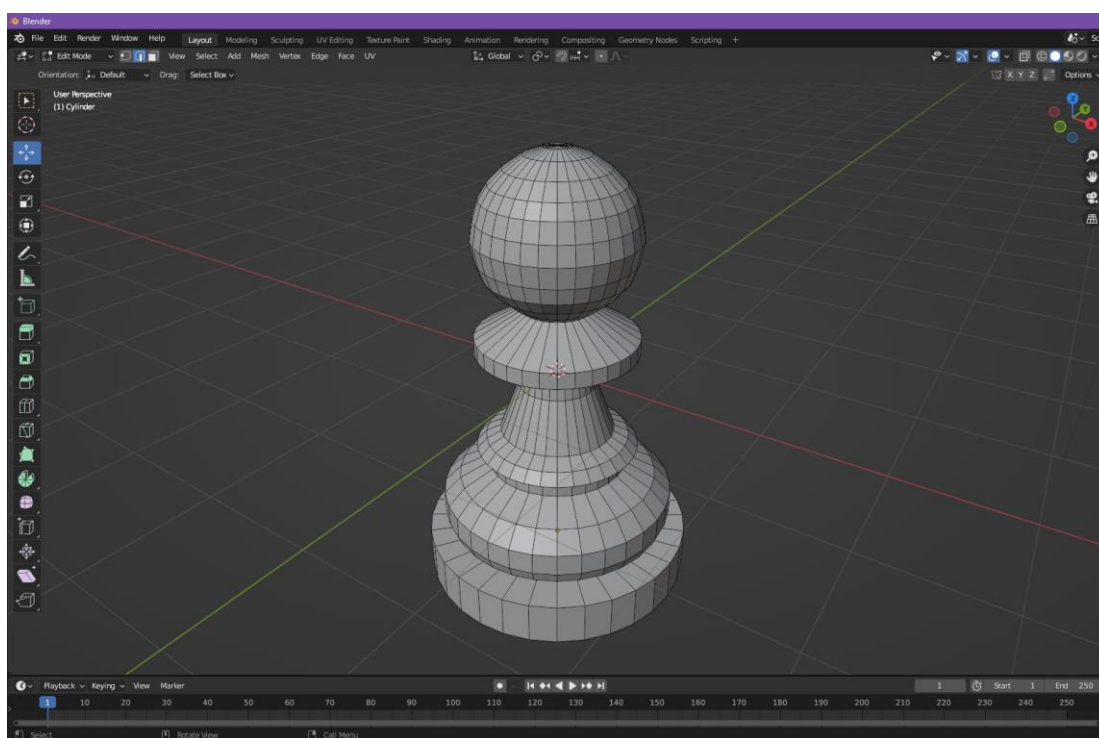 Blender
File Edit Render Window Help Layout Modeling Sculpting UV Editing Texture Paint Shading Animation Rendering Compositing Geometry Nodes Scripting + Sc
Edit Mode View Select Add Mesh Vertex Edge Face UV Global
Orientation: Default Drag: Select Box X Y Z Options
User Perspective
(1) Cylinder
Z
Y
X
Playback Keying View Marker 1 Start 1 End 250
1 10 20 30 40 50 60 70 80 90 100 110 120 130 140 150 160 170 180 190 200 210 220 230 240 250
Select Rotate View Call Menu